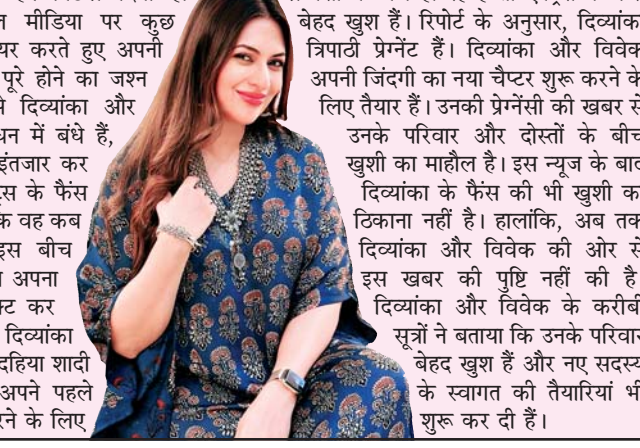 मीडिया पर कुछ
यर करते हुए अपनी
पूरे होने का जश्न
दिव्यांका और
में बंधे हैं,
इंतजार कर
के फैंस
वह कब
इस बीच
अपना
कर
दिव्यांका
दहिया शादी
अपने पहले
रने के लिए
बेहद खुश हैं। रिपोर्ट के अनुसार, दिव्यांका
त्रिपाठी प्रेग्नेंट हैं। दिव्यांका और विवेक
अपनी जिंदगी का नया चैप्टर शुरू करने के
लिए तैयार हैं। उनकी प्रेग्नेंसी की खबर से
उनके परिवार और दोस्तों के बीच
खुशी का माहौल है। इस न्यूज के बाद
दिव्यांका के फैंस की भी खुशी का
ठिकाना नहीं है। हालांकि, अब तक
दिव्यांका और विवेक की ओर से
इस खबर की पुष्टि नहीं की है
दिव्यांका और विवेक के करीबी
सूत्रों ने बताया कि उनके परिवार
बेहद खुश हैं और नए सदस्य
के स्वागत की तैयारियां भी
शुरू कर दी हैं।